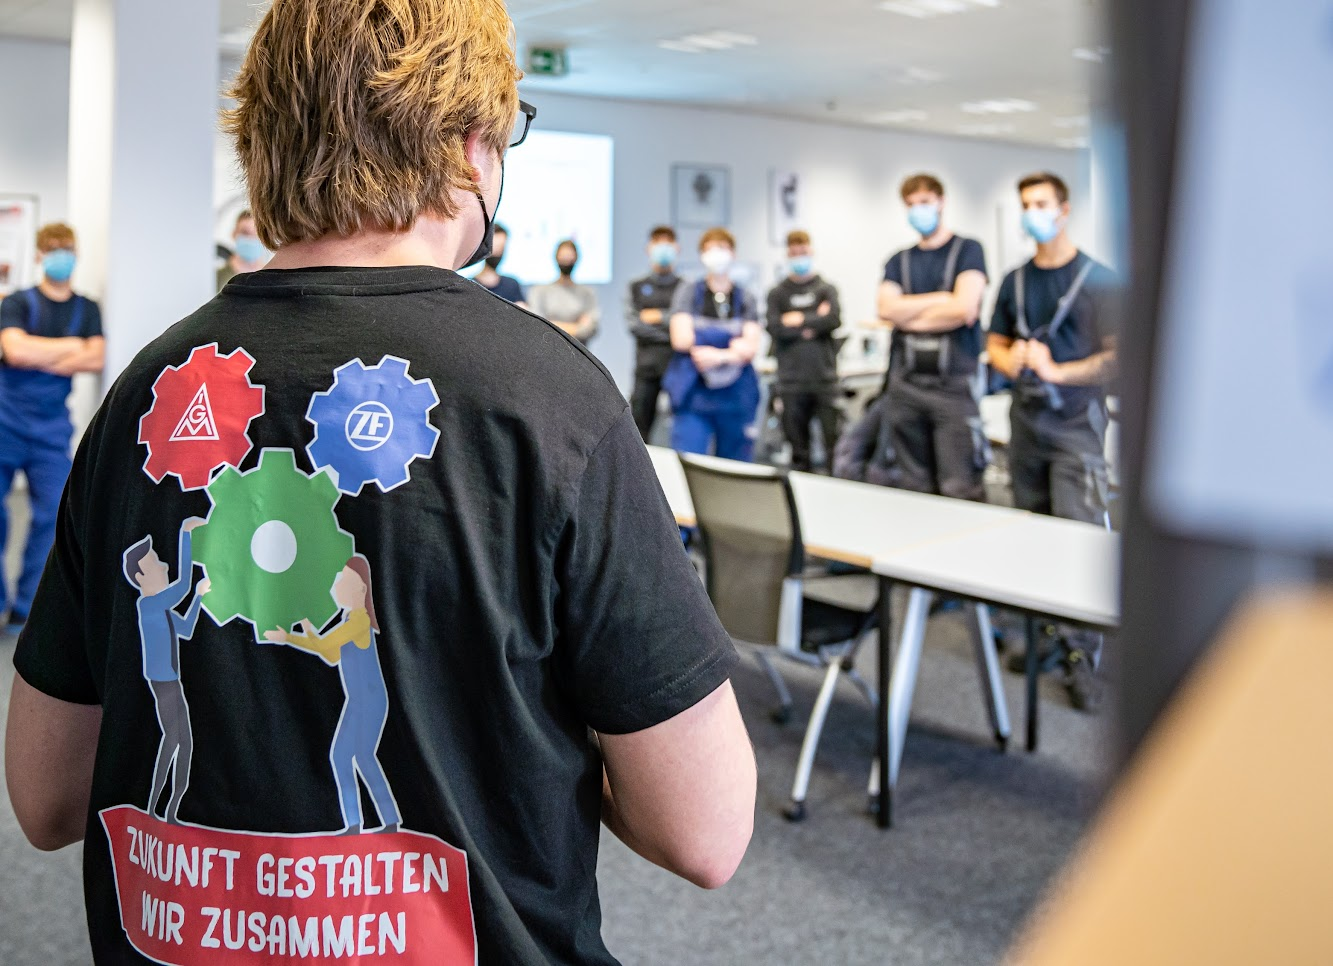 IGM
ZF
ZUKUNFT GESTALTEN
WIR ZUSAMMEN